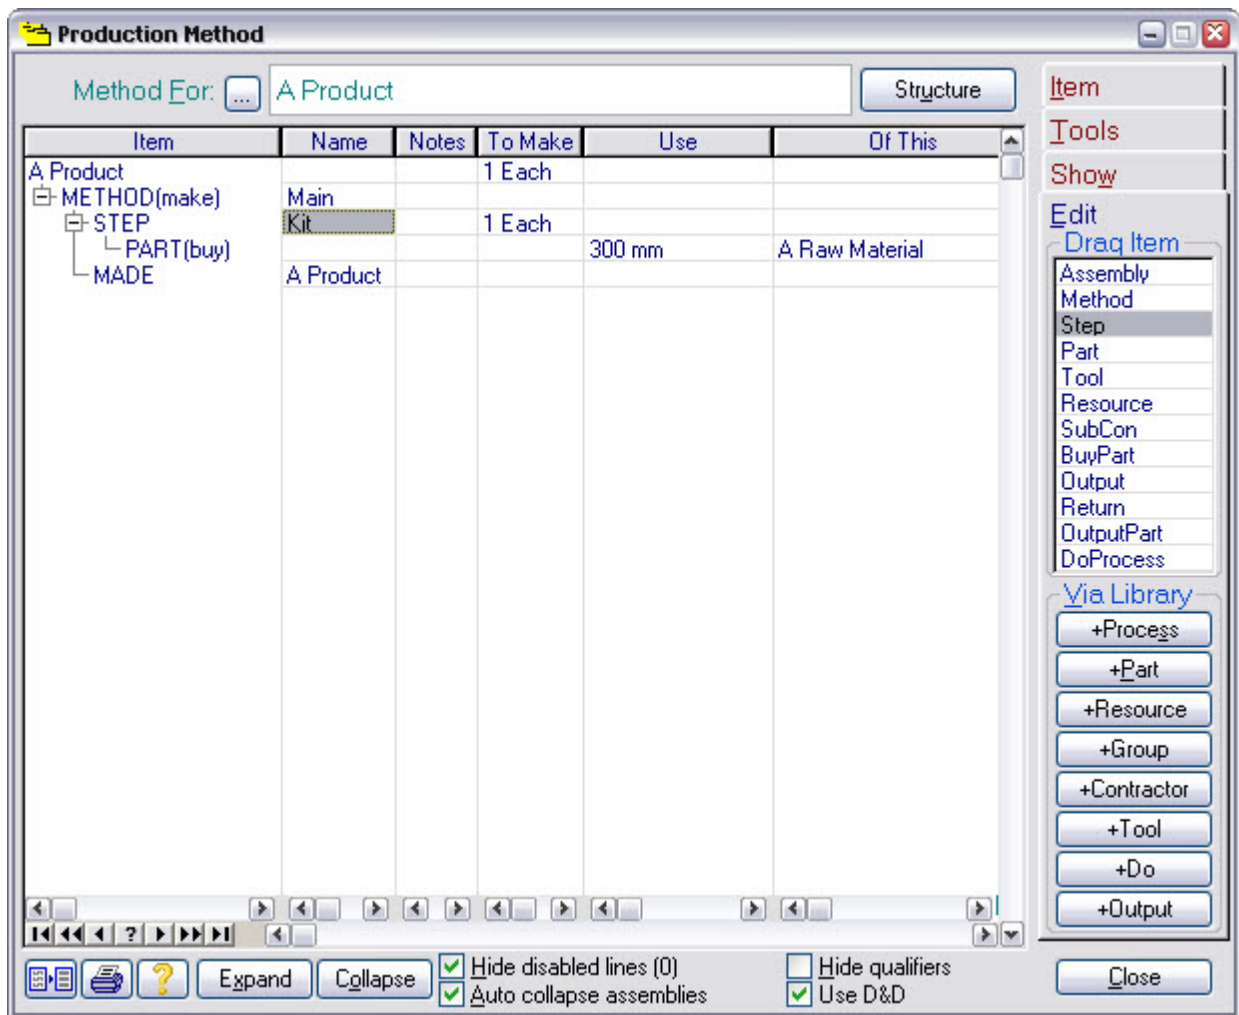 Production Method
Method For: ... A Product Structure
Item Name Notes To Make Use Of This
A Product 1 Each
METHOD(make) Main
STEP Kit 1 Each
PART(buy) 300 mm A Raw Material
MADE A Product
Item
Tools
Show
Edit
Drag Item
Assembly
Method
Step
Part
Tool
Resource
SubCon
BuyPart
Output
Return
OutputPart
DoProcess
Via Library
+Process
+Part
+Resource
+Group
+Contractor
+Tool
+Do
+Output
?
? Expand Collapse
Hide disabled lines (0) Hide qualifiers
Auto collapse assemblies Use D&D
Close